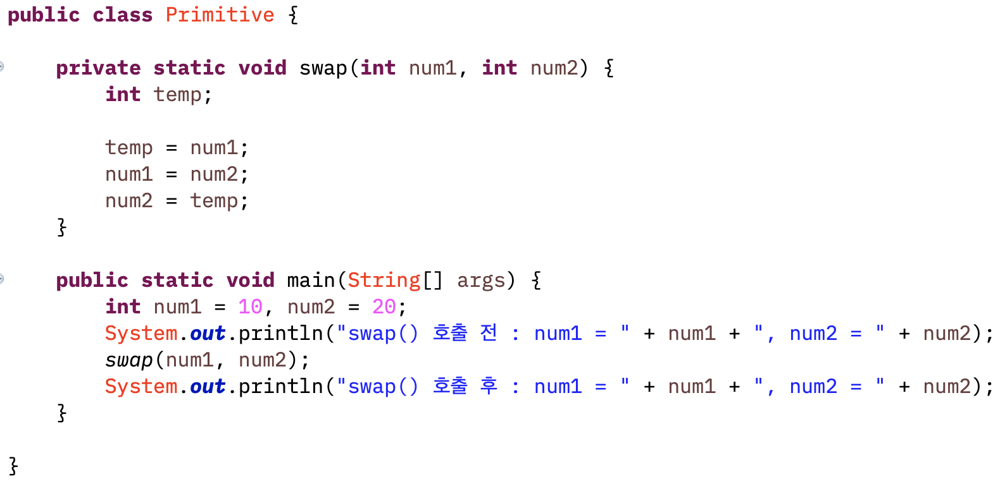 public class Primitive {
private static void swap(int num1, int num2) {
int temp;
temp = num1;
num1 = num2;
num2 = temp;
}
public static void main(String[] args) {
int num1 = 10, num2 = 20;
System.out.println("swap() 호출 전 : num1 = " + num1 + ", num2 = " + num2);
swap(num1, num2);
System.out.println("swap() 호출 후 : num1 = " + num1 + ", num2 = " + num2);
}
}